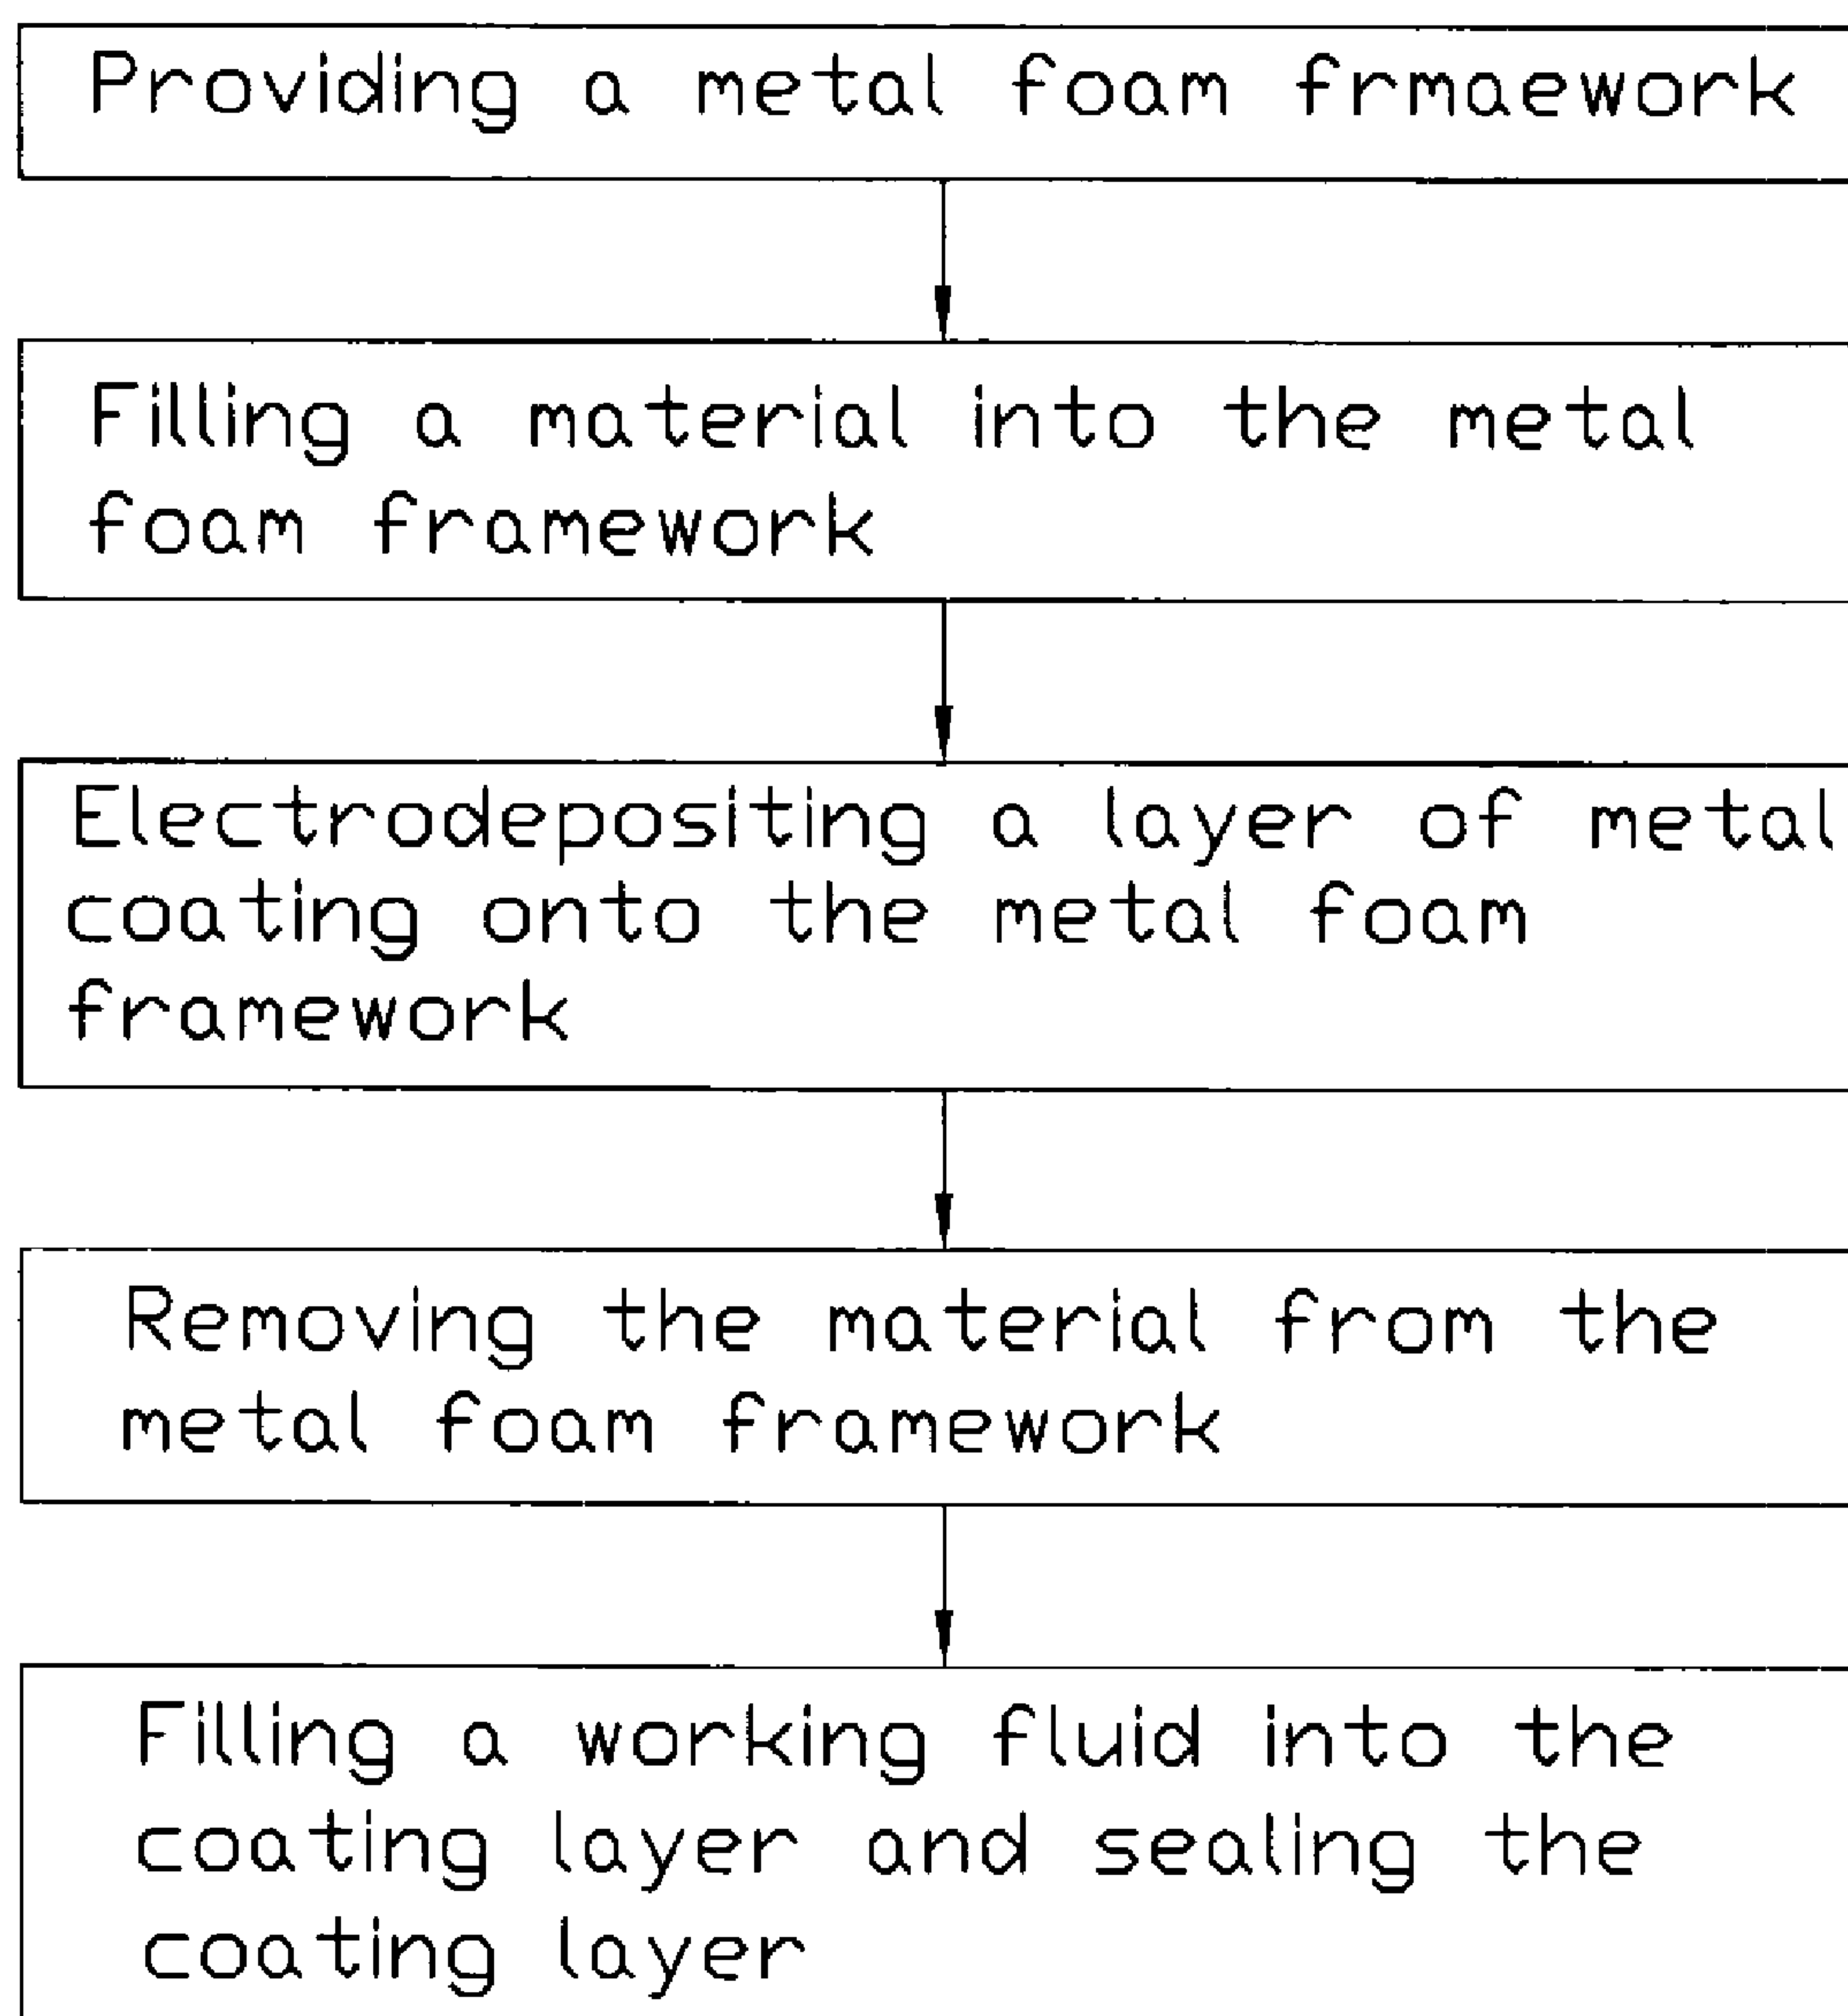 Providing a metal foam frmaework
Filling a material into the metal
foam framework
Electrodepositing a layer of metal
coating onto the metal foam
framework
Removing the material from the
metal foam framework
Filling a working fluid into the
coating layer and sealing the
coating layer